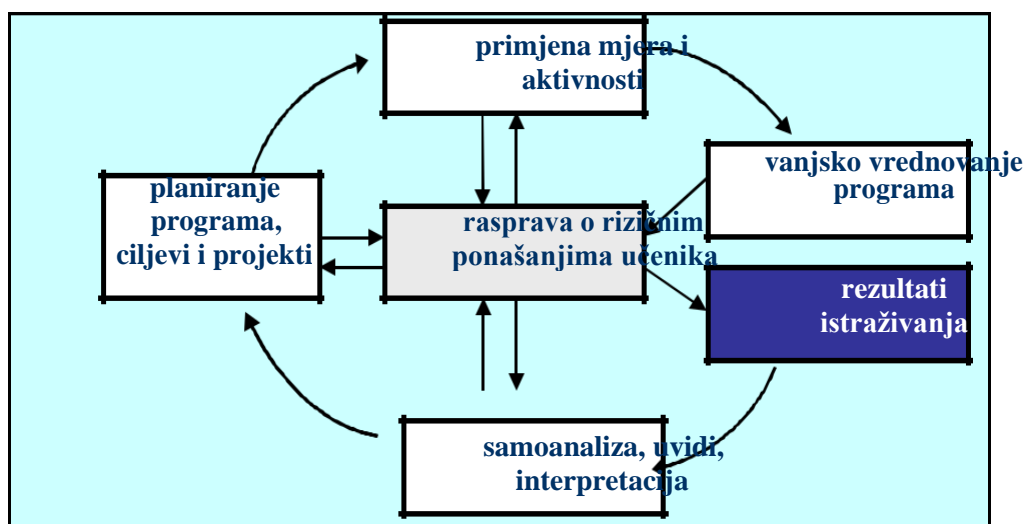 primjena mjera i
aktivnosti
vanjsko vrednovanje
programa
planiranje
programa,
ciljevi i projekti
rasprava o rizičnim
ponašanjima učenika
rezultati
istraživanja
samoanaliza, uvidi,
interpretacija